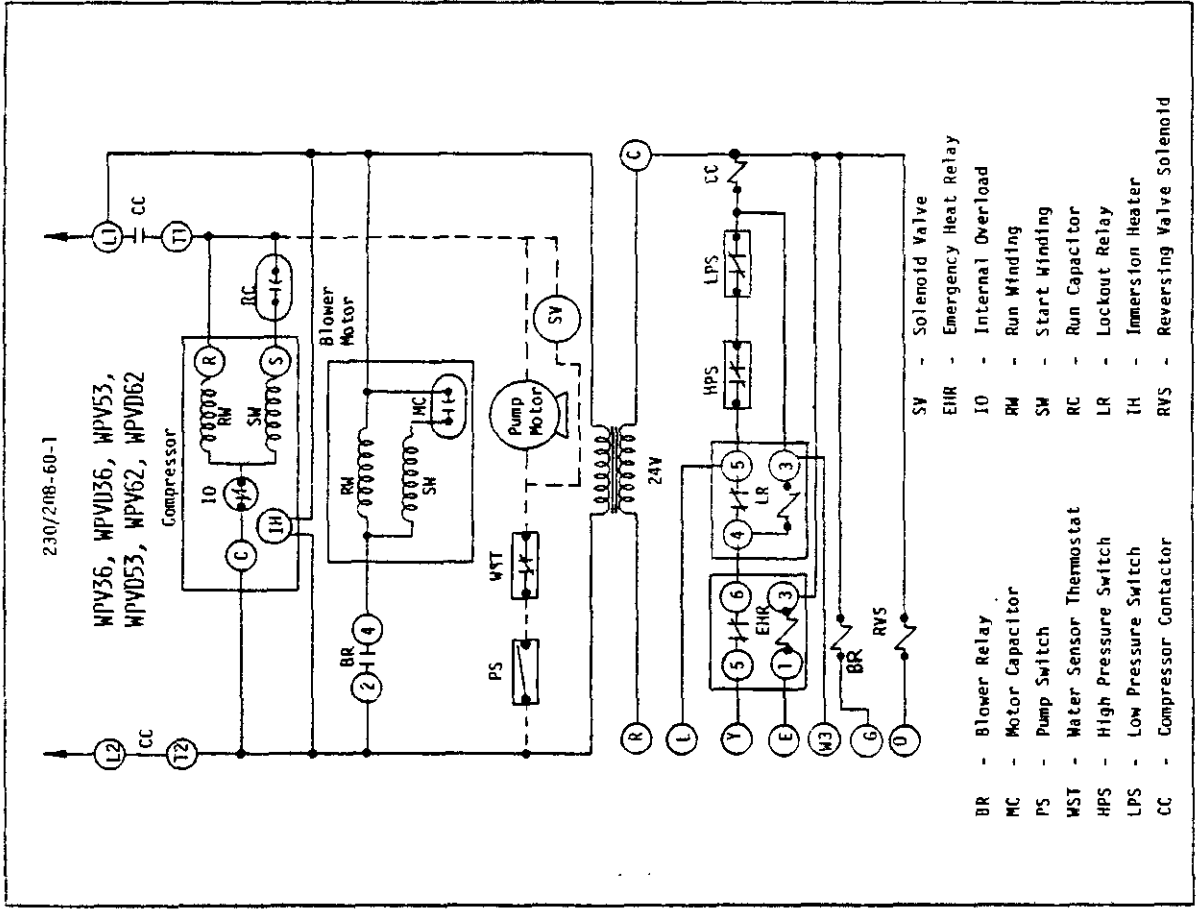 230/208-60-1
WPV36, WPVD36, WPV53,
WPVD53, WPV62, WPVD62
L1
L2
CC
CC
T1
T2
Compressor
R
RW
SW
S
IO
C
IH
RC
Blower
Motor
RW
SW
MC
BR
2
4
PS
WST
Pump
Motor
SV
24V
R
C
L
Y
E
W3
G
O
5
6
EHR
1
3
4
5
LR
3
HPS
LPS
CC
BR
RVS
BR - Blower Relay
MC - Motor Capacitor
PS - Pump Switch
WST - Water Sensor Thermostat
HPS - High Pressure Switch
LPS - Low Pressure Switch
CC - Compressor Contactor
SV - Solenoid Valve
EHR - Emergency Heat Relay
IO - Internal Overload
RW - Run Winding
SW - Start Winding
RC - Run Capacitor
LR - Lockout Relay
IH - Immersion Heater
RVS - Reversing Valve Solenoid